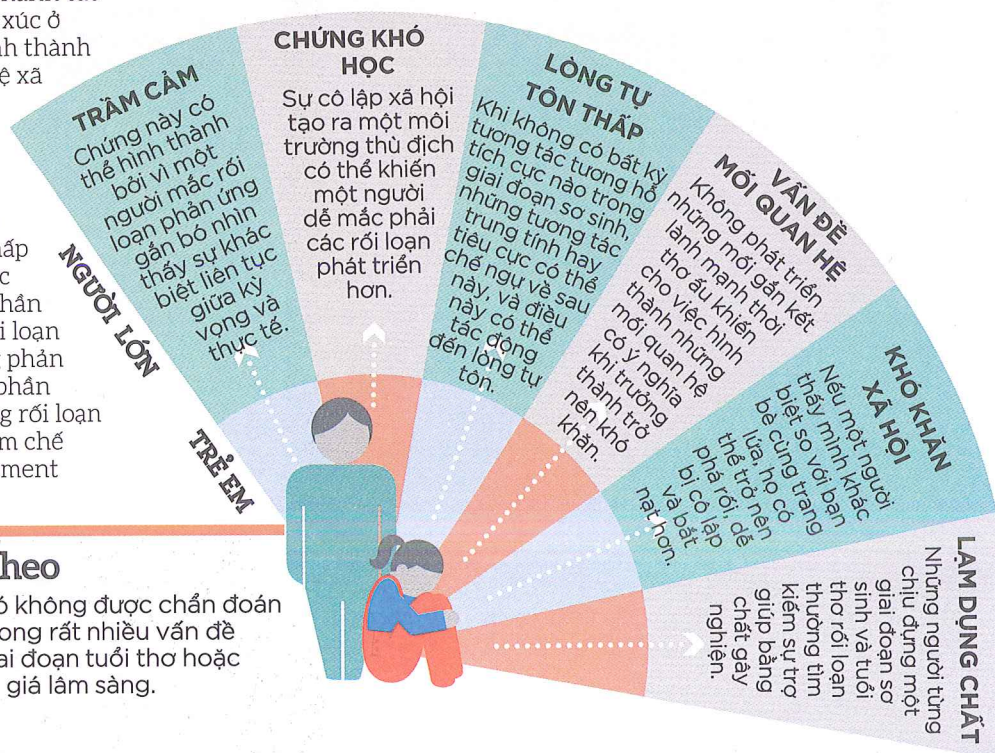 xúc ở
nh thành
ệ xã
ấp
c
hần
i loạn
phản
phần
g rối loạn
m chế
ment
heo
ó không được chẩn đoán
ong rất nhiều vấn đề
ai đoạn tuổi thơ hoặc
giá lâm sàng.
NGƯỜI LỚN
TRẺ EM
TRẦM CẢM
Chứng này có
thể hình thành
bởi vì một
người mắc rối
loạn phản ứng
gắn bó nhìn
thấy sự khác
biệt liên tục
giữa kỳ
vọng và
thực tế.
CHỨNG KHÓ
HỌC
Sự cô lập xã hội
tạo ra một môi
trường thù địch
có thể khiến
một người
dễ mắc phải
các rối loạn
phát triển
hơn.
LÒNG TỰ
TÔN THẤP
Khi không có bất kỳ
tương tác tương hỗ
tích cực nào trong
giai đoạn sơ sinh,
những tương tác
trung tính hay
tiêu cực có thể
chế ngự về sau
này, và điều
này có thể
tác động
đến lòng tự
tôn.
VẤN ĐỀ
MỐI QUAN HỆ
Không phát triển
những mối gắn kết
lành mạnh thời
thơ ấu khiến
cho việc hình
thành những
mối quan hệ
có ý nghĩa
khi trưởng
thành trở
nên khó
khăn.
KHÓ KHĂN
XÃ HỘI
Nếu một người
thấy mình khác
biệt so với bạn
bè cùng trang
lứa, họ có
thể trở nên
phá rối, dễ
bị cô lập
và bắt
nạt hơn.
LẠM DỤNG CHẤT
Những người từng
chịu đựng một
giai đoạn sơ
sinh và tuổi
thơ rối loạn
thường tìm
kiếm sự trợ
giúp bằng
chất gây
nghiện.